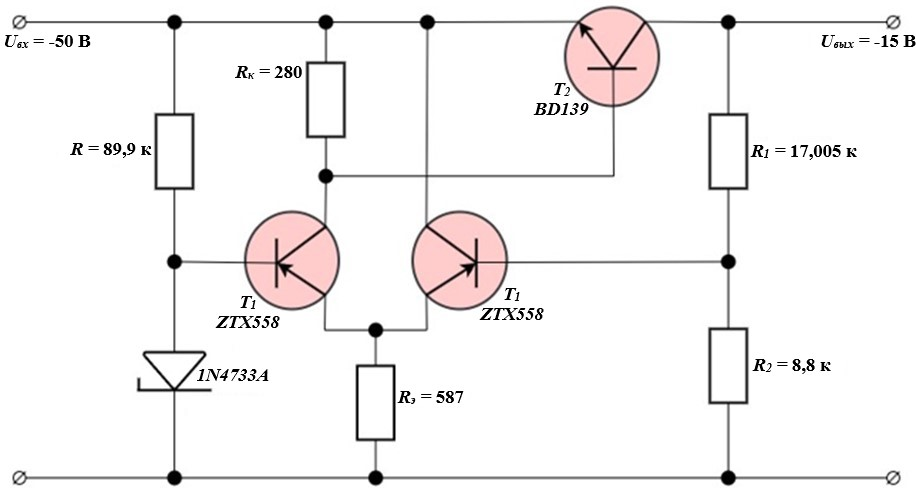 Uвх = -50 В
Uвых = -15 В
Rк = 280
T2
BD139
R = 89,9 к
R1 = 17,005 к
T1
ZTX558
T1
ZTX558
1N4733A
Rэ = 587
R2 = 8,8 к